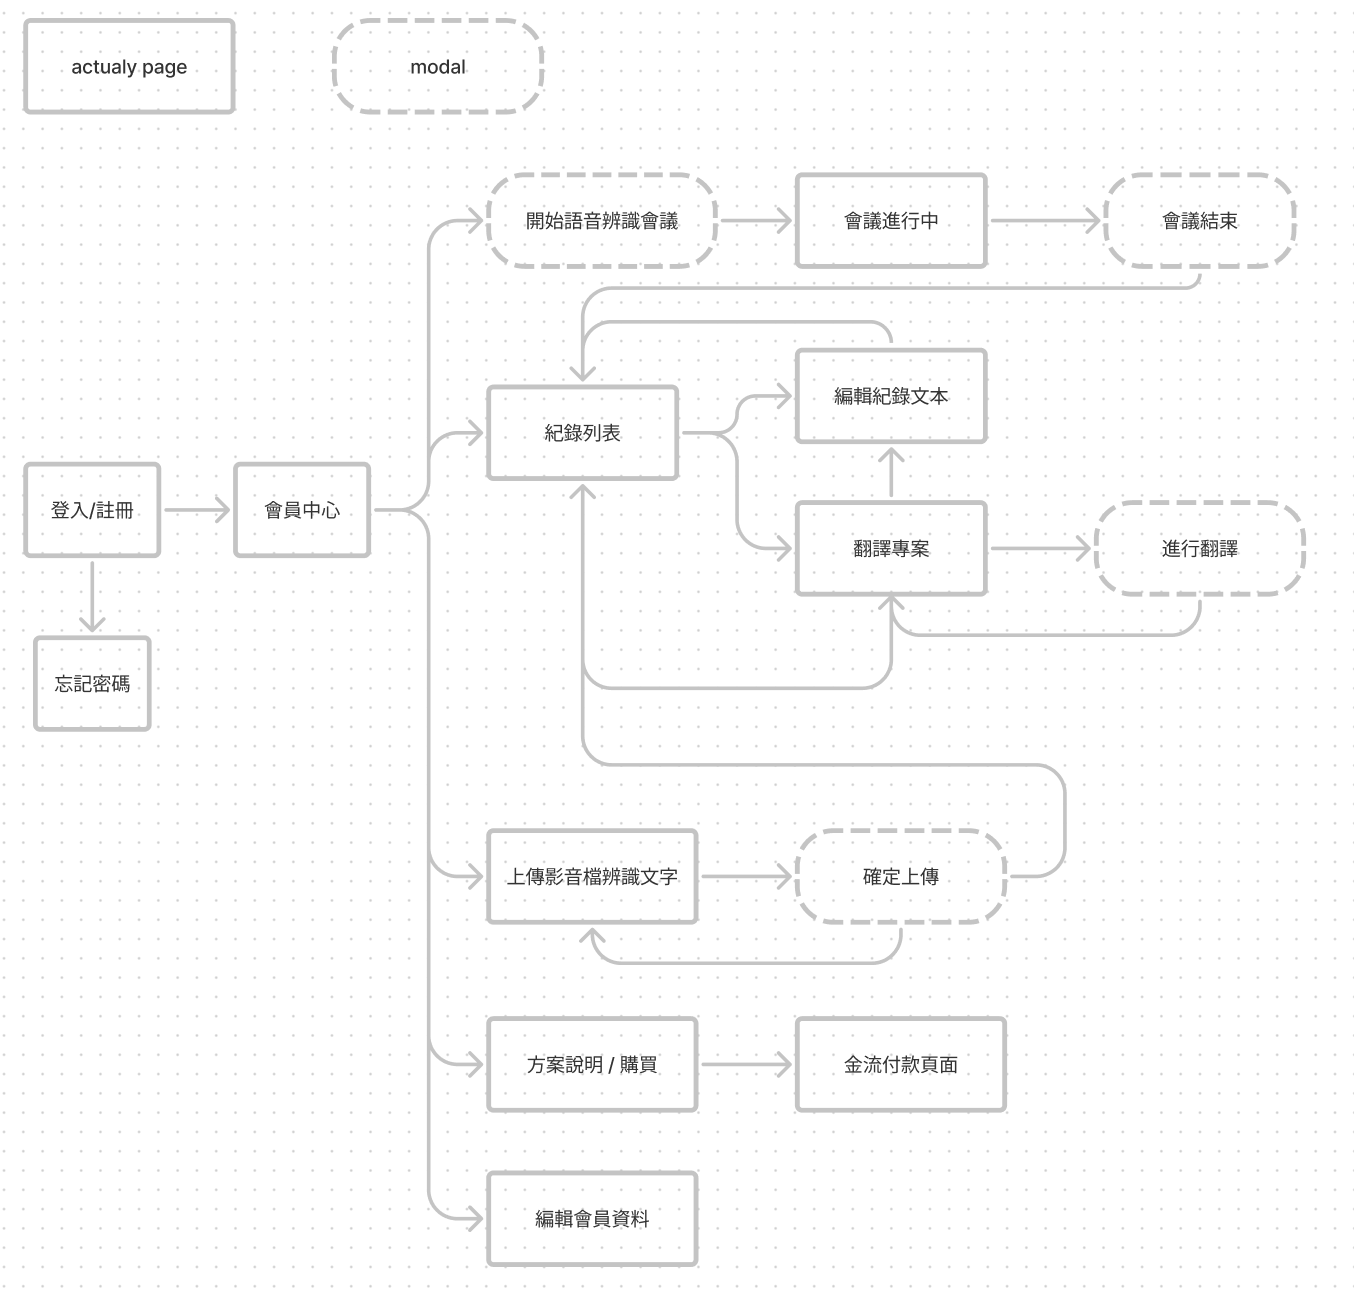 actualy page
modal
開始語音辨識會議
會議進行中
會議結束
編輯紀錄文本
紀錄列表
登入/註冊
會員中心
翻譯專案
進行翻譯
忘記密碼
上傳影音檔辨識文字
確定上傳
方案說明 / 購買
金流付款頁面
編輯會員資料